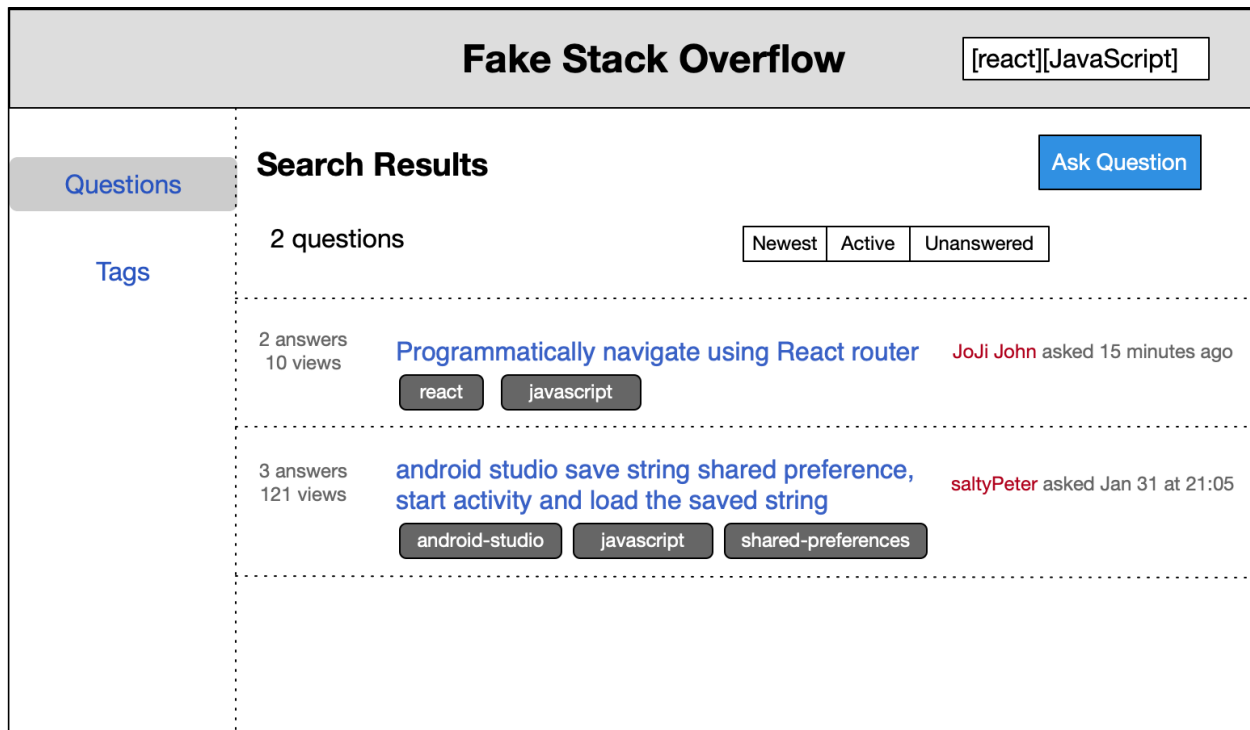 Fake Stack Overflow
[react][JavaScript]
Questions
Tags
Search Results
Ask Question
2 questions
Newest
Active
Unanswered
2 answers
10 views
Programmatically navigate using React router
JoJi John asked 15 minutes ago
react
javascript
3 answers
121 views
android studio save string shared preference,
start activity and load the saved string
saltyPeter asked Jan 31 at 21:05
android-studio
javascript
shared-preferences